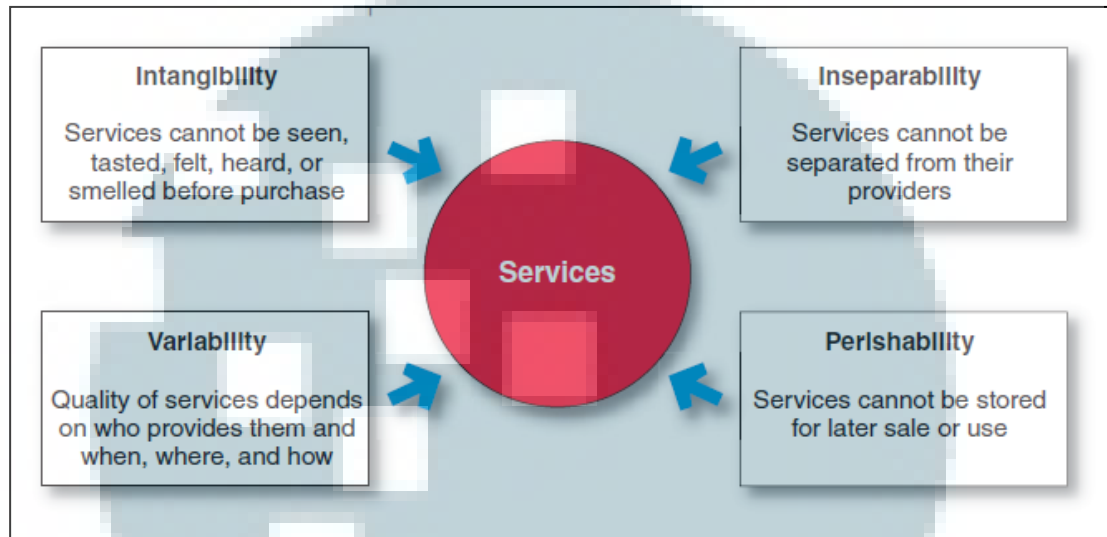 Intangibility
Services cannot be seen,
tasted, felt, heard, or
smelled before purchase
Inseparability
Services cannot be
separated from their
providers
Services
Variability
Quality of services depends
on who provides them and
when, where, and how
Perishability
Services cannot be stored
for later sale or use